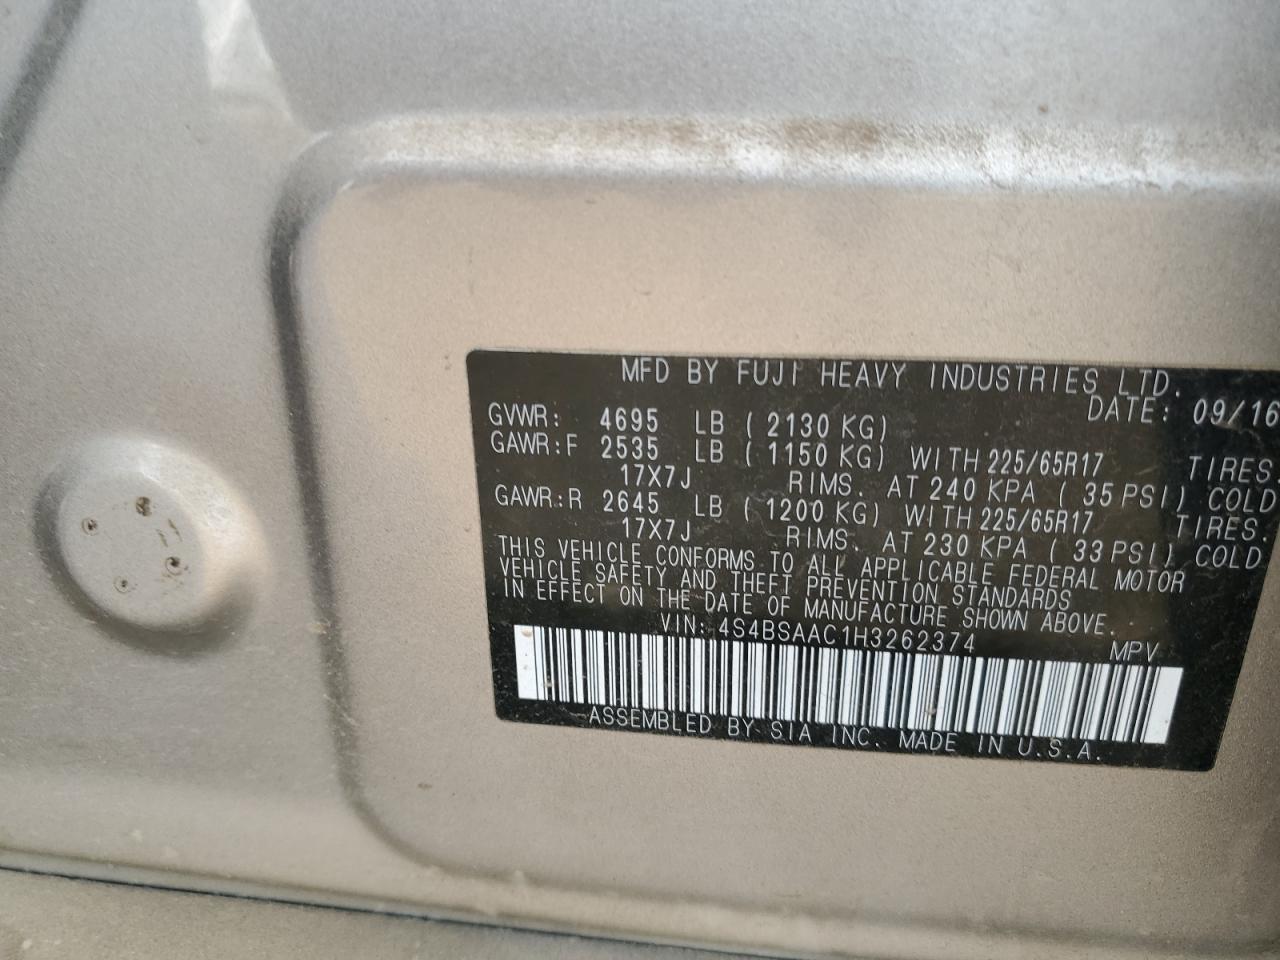 MFD BY FUJI HEAVY INDUSTRIES LTD.
DATE: 09/16
GVWR: 4695 LB ( 2130 KG)
GAWR:F 2535 LB ( 1150 KG) WITH 225/65R17 TIRES.
17X7J RIMS. AT 240 KPA ( 35 PSI) COLD
GAWR:R 2645 LB ( 1200 KG) WITH 225/65R17 TIRES.
17X7J RIMS. AT 230 KPA ( 33 PSI) COLD
THIS VEHICLE CONFORMS TO ALL APPLICABLE FEDERAL MOTOR
VEHICLE SAFETY AND THEFT PREVENTION STANDARDS
IN EFFECT ON THE DATE OF MANUFACTURE SHOWN ABOVE.
VIN: 4S4BSAAC1H3262374 MPV
ASSEMBLED BY SIA INC. MADE IN U.S.A.